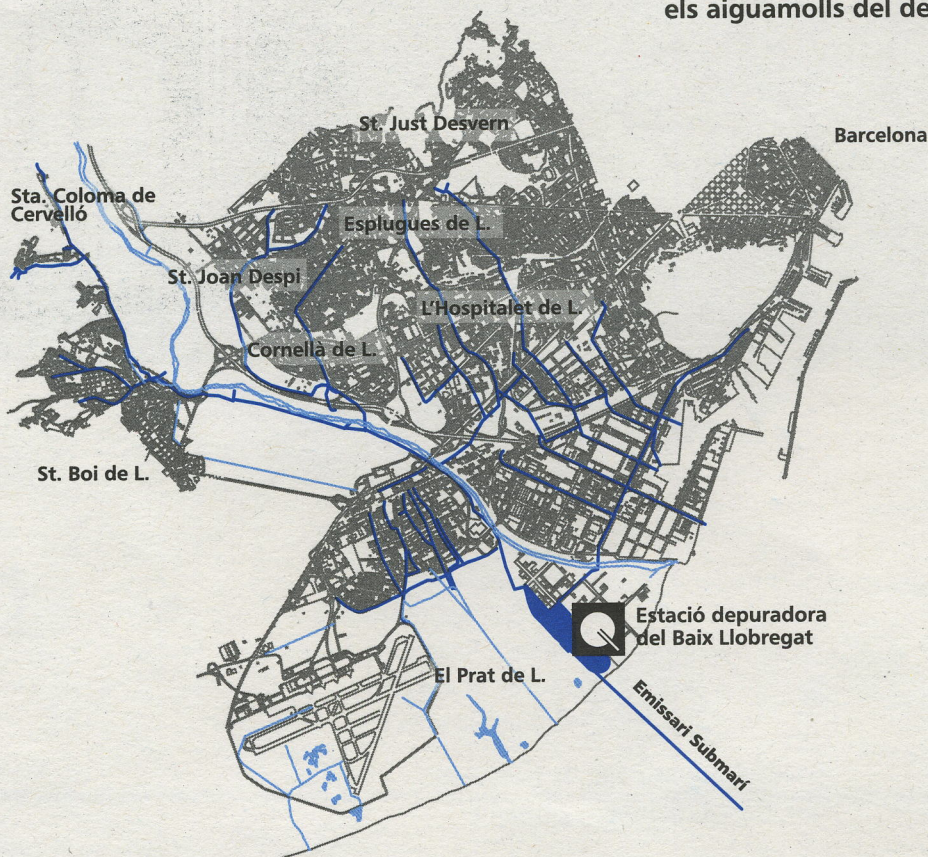 els aiguamolls del de
St. Just Desvern
Barcelona
Sta. Coloma de
Cervelló
Esplugues de L.
St. Joan Despi
L'Hospitalet de L.
Cornellà de L.
St. Boi de L.
Estació depuradora
del Baix Llobregat
El Prat de L.
Emissari Submarí